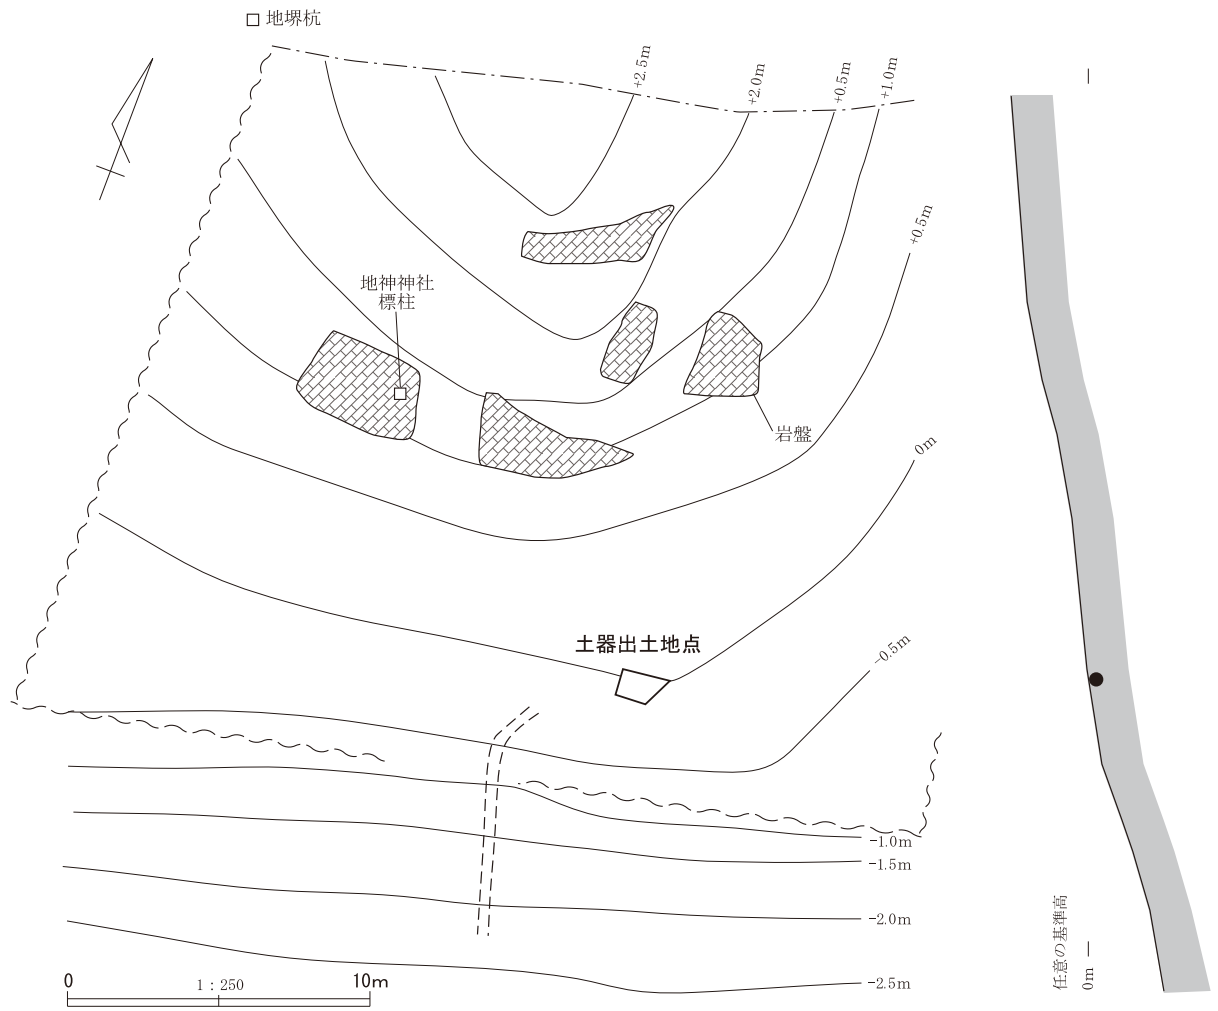 地堺杭
+2.5m
+2.0m
+0.5m
+1.0m
+0.5m
地神神社
標柱
岩盤
0m
土器出土地点
-0.5m
-1.0m
-1.5m
-2.0m
-2.5m
0
1：250
10m
任意の基準高
0m